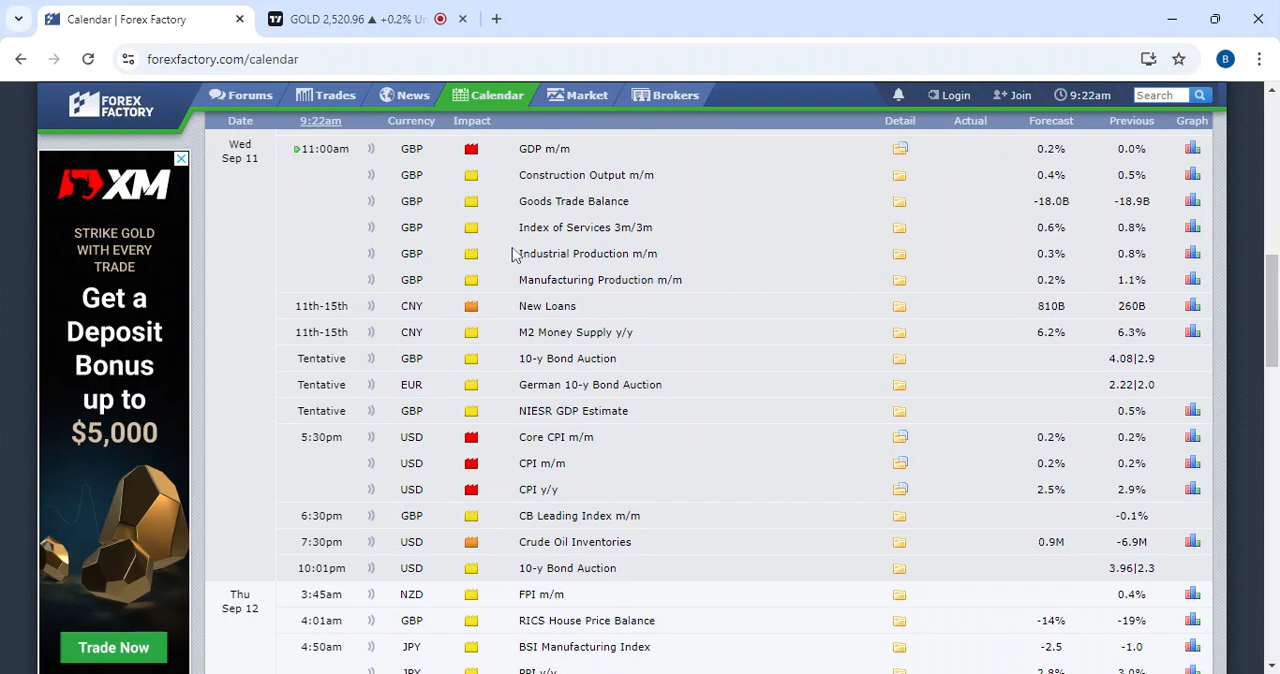 Calendar | Forex Factory
GOLD 2,520.96 ▲ +0.2% Un
forexfactory.com/calendar
B
FOREX FACTORY
Forums Trades News Calendar Market Brokers Login Join 9:22am Search
Date 9:22am Currency Impact Detail Actual Forecast Previous Graph
Wed Sep 11 11:00am GBP GDP m/m 0.2% 0.0%
GBP Construction Output m/m 0.4% 0.5%
GBP Goods Trade Balance -18.0B -18.9B
GBP Index of Services 3m/3m 0.6% 0.8%
GBP Industrial Production m/m 0.3% 0.8%
GBP Manufacturing Production m/m 0.2% 1.1%
11th-15th CNY New Loans 810B 260B
11th-15th CNY M2 Money Supply y/y 6.2% 6.3%
Tentative GBP 10-y Bond Auction 4.08|2.9
Tentative EUR German 10-y Bond Auction 2.22|2.0
Tentative GBP NIESR GDP Estimate 0.5%
5:30pm USD Core CPI m/m 0.2% 0.2%
USD CPI m/m 0.2% 0.2%
USD CPI y/y 2.5% 2.9%
6:30pm GBP CB Leading Index m/m -0.1%
7:30pm USD Crude Oil Inventories 0.9M -6.9M
10:01pm USD 10-y Bond Auction 3.96|2.3
Thu Sep 12 3:45am NZD FPI m/m 0.4%
4:01am GBP RICS House Price Balance -14% -19%
4:50am JPY BSI Manufacturing Index -2.5 -1.0
JPY PPI y/y 2.8% 3.0%
XM
STRIKE GOLD
WITH EVERY
TRADE
Get a
Deposit
Bonus
up to
$5,000
Trade Now